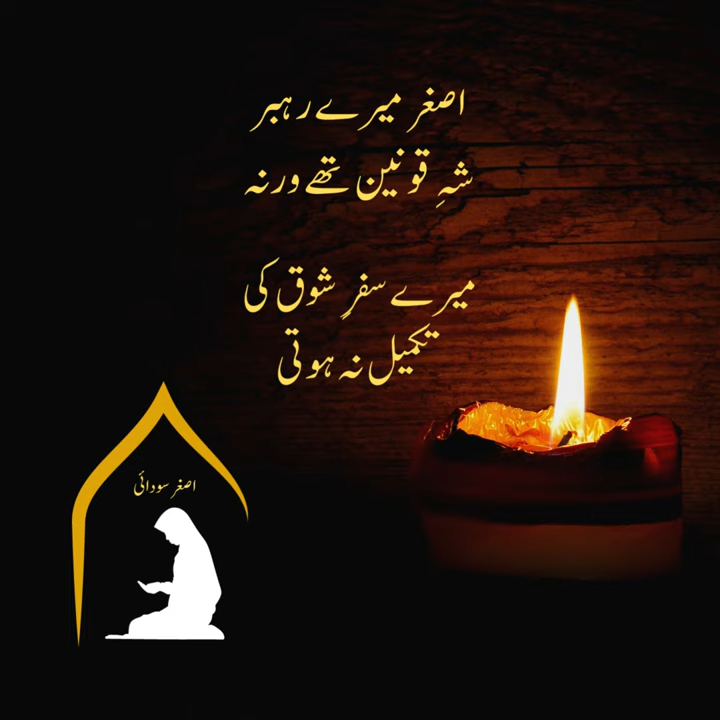 اصغر میرے رہبر
شہِ قونین تھے ورنہ
میرے سفرِ شوق کی
تکمیل نہ ہوتی
اصغر سودائی